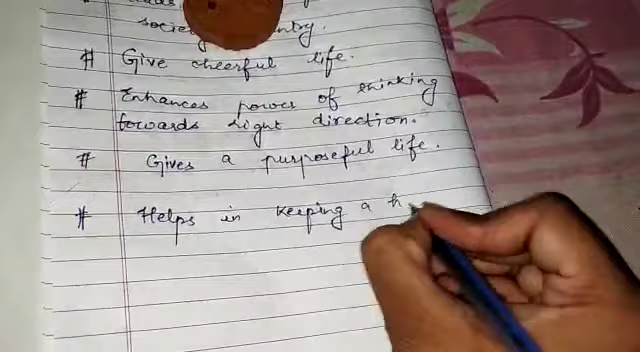 society
# Give cheerful life.
# Enhances power of thinking
towards right direction.
# Gives a purposeful life.
# Helps in keeping a h